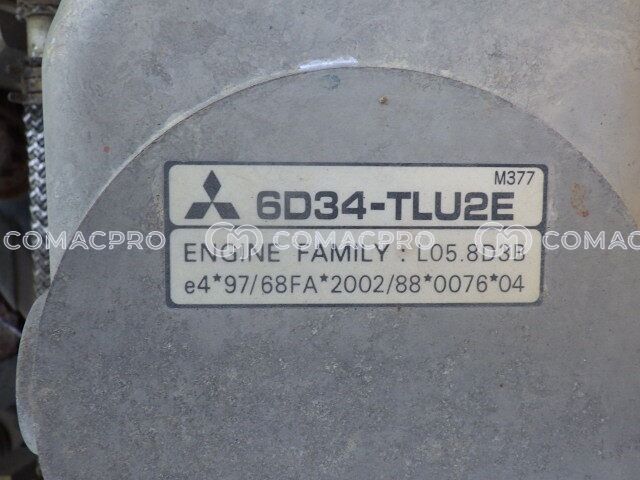 M377
6D34-TLU2E
ENGINE FAMILY : L05.8D3B
e4*97/68FA*2002/88*0076*04
COMACPRO COMACPRO COMACPRO